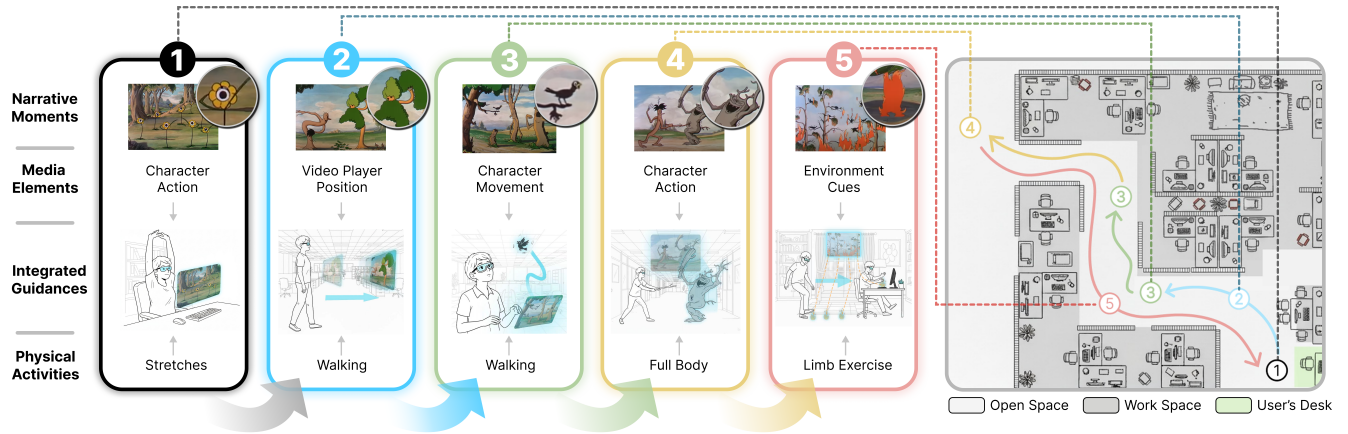 1
2
3
4
5
Narrative
Moments
Media
Elements
Integrated
Guidances
Physical
Activities
Character
Action
Video Player
Position
Character
Movement
Character
Action
Environment
Cues
Stretches
Walking
Walking
Full Body
Limb Exercise
4
3
3
2
5
1
Open Space
Work Space
User's Desk